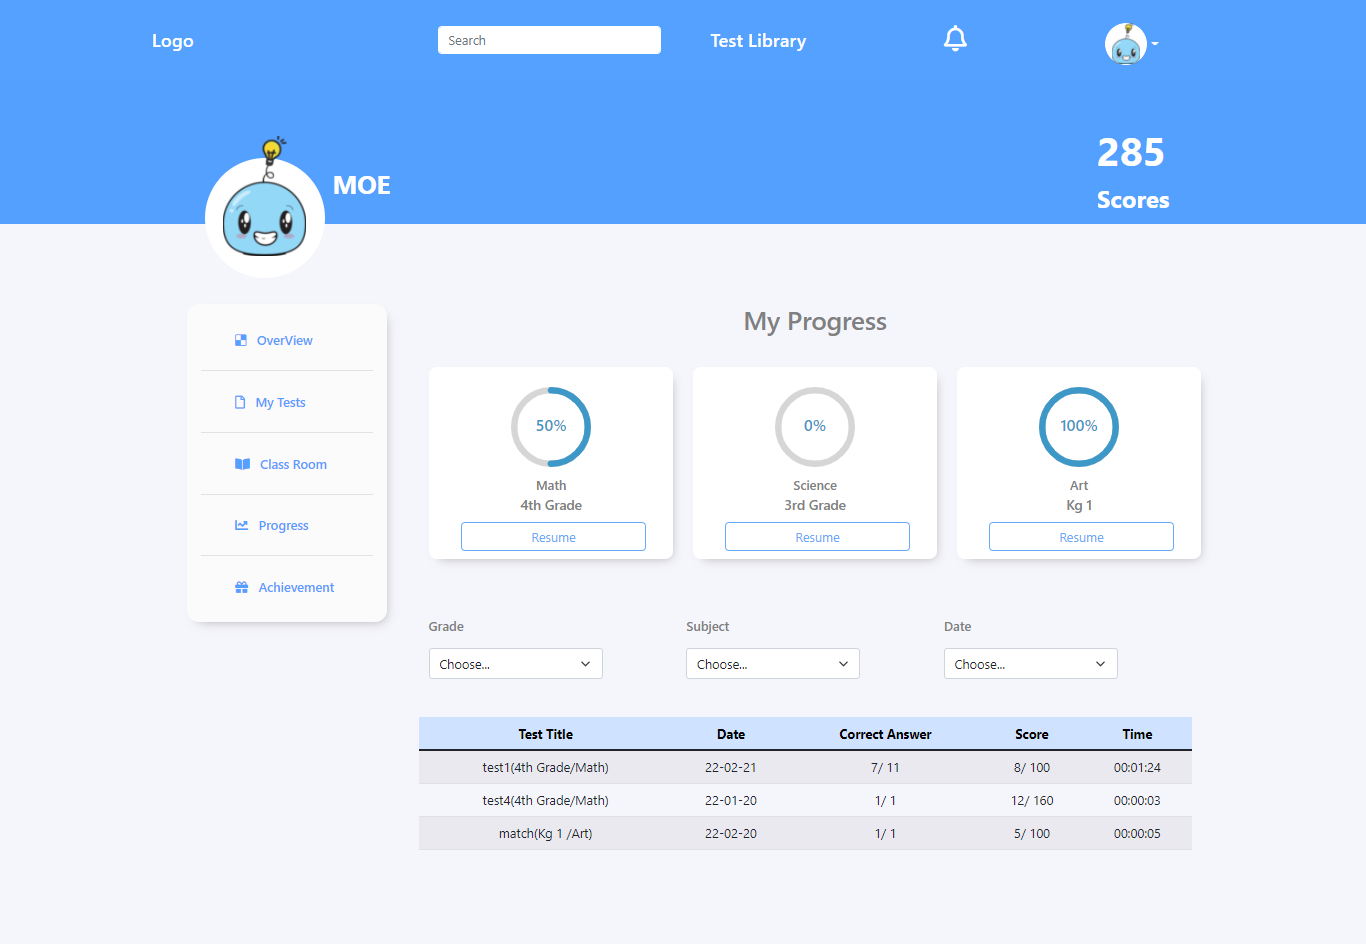 Logo
Search
Test Library
MOE
285
Scores
OverView
My Tests
Class Room
Progress
Achievement
My Progress
50%
Math
4th Grade
Resume
0%
Science
3rd Grade
Resume
100%
Art
Kg 1
Resume
Grade
Choose...
Subject
Choose...
Date
Choose...
Test Title Date Correct Answer Score Time
test1(4th Grade/Math) 22-02-21 7/ 11 8/ 100 00:01:24
test4(4th Grade/Math) 22-01-20 1/ 1 12/ 160 00:00:03
match(Kg 1 /Art) 22-02-20 1/ 1 5/ 100 00:00:05